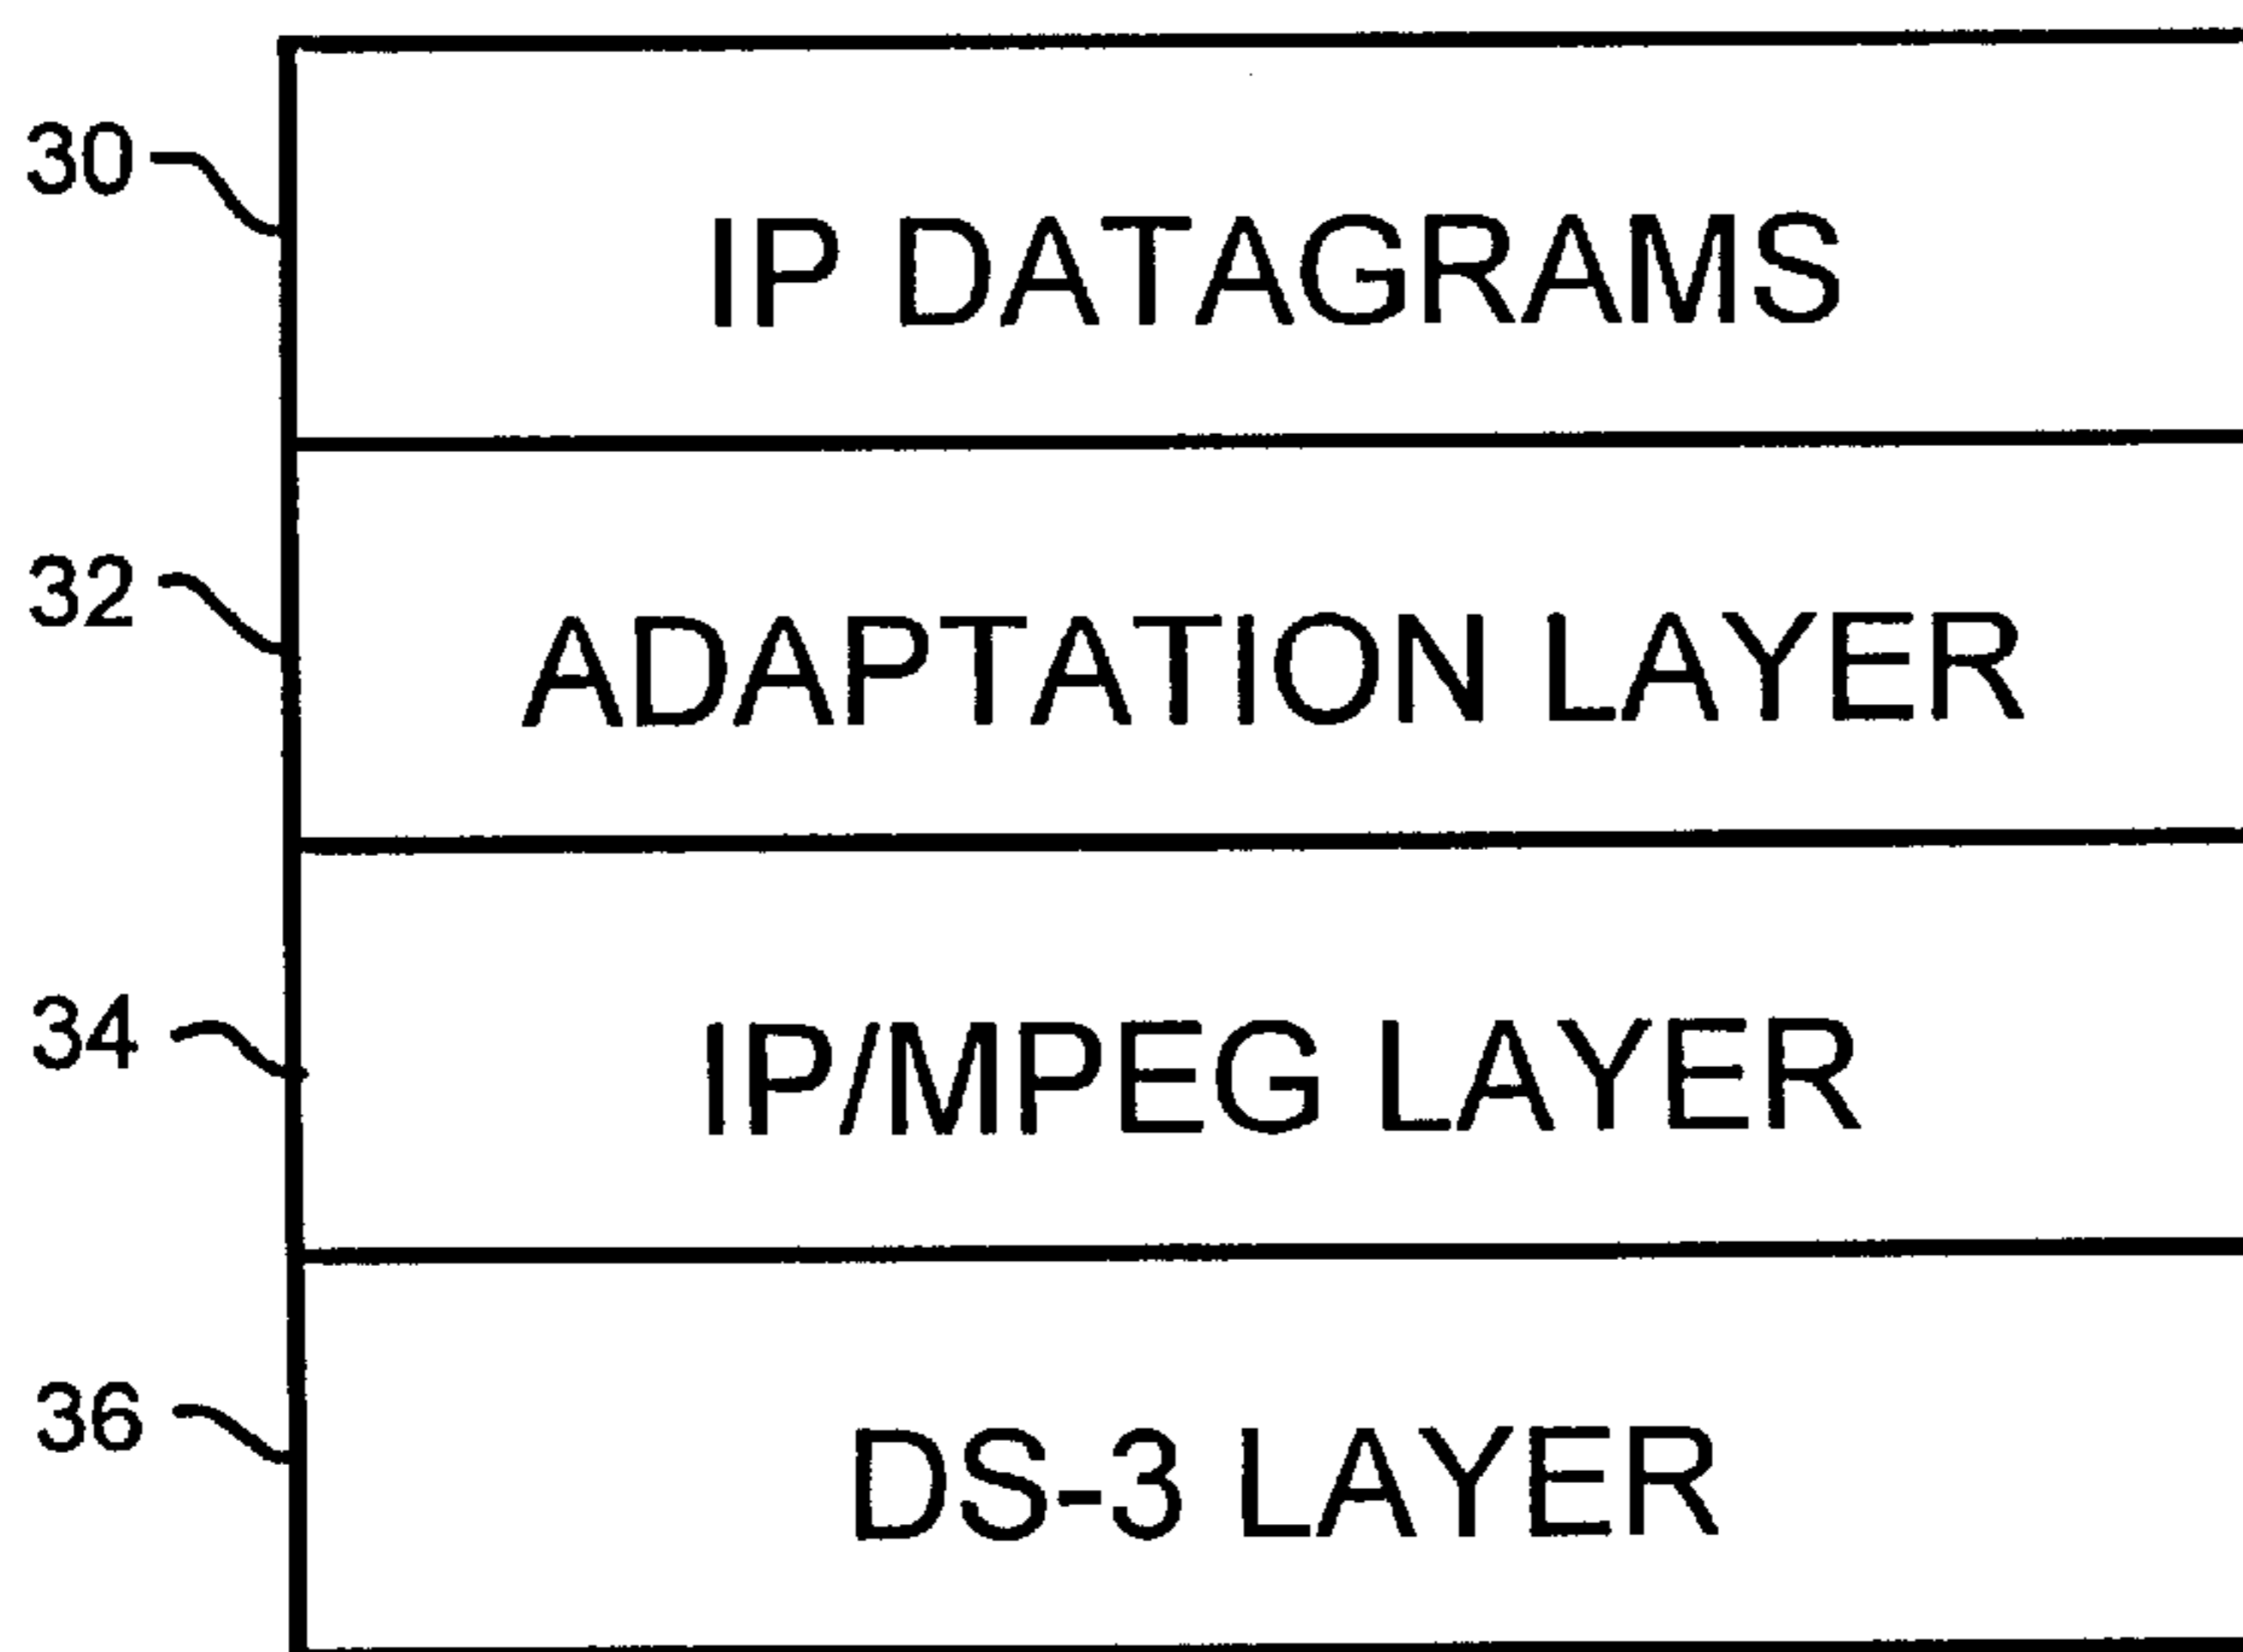 30
IP DATAGRAMS
32
ADAPTATION LAYER
34
IP/MPEG LAYER
36
DS-3 LAYER